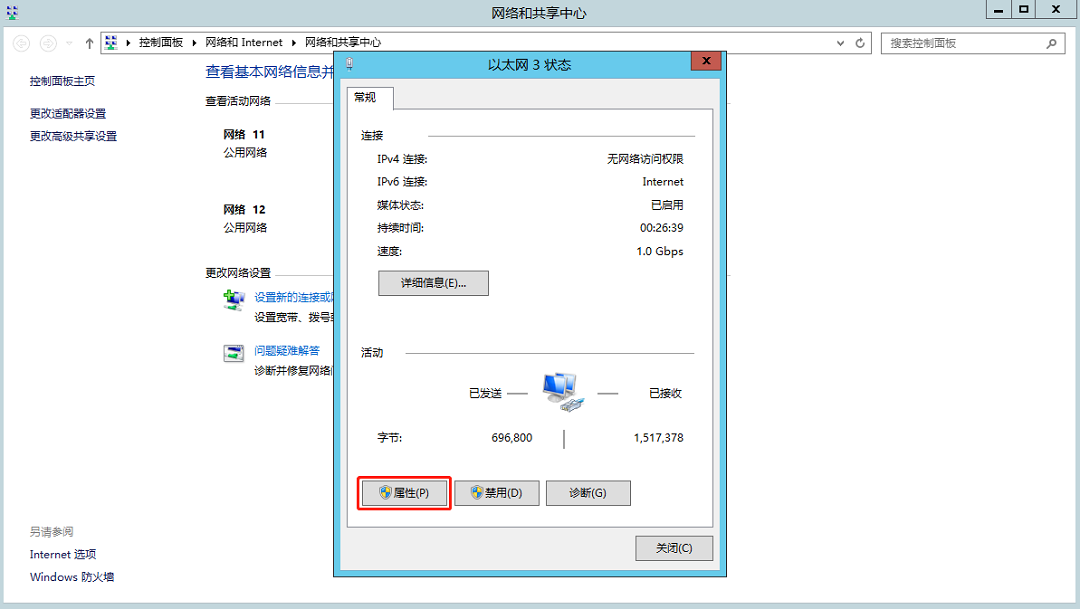 网络和共享中心
控制面板 网络和 Internet 网络和共享中心
搜索控制面板
控制面板主页
更改适配器设置
更改高级共享设置
查看基本网络信息并
查看活动网络
网络 11
公用网络
网络 12
公用网络
更改网络设置
设置新的连接或
设置宽带、拨号
问题疑难解答
诊断并修复网络
另请参阅
Internet 选项
Windows 防火墙
以太网 3 状态
常规
连接
IPv4 连接: 无网络访问权限
IPv6 连接: Internet
媒体状态: 已启用
持续时间: 00:26:39
速度: 1.0 Gbps
详细信息(E)...
活动
已发送 已接收
字节: 696,800 1,517,378
属性(P) 禁用(D) 诊断(G)
关闭(C)